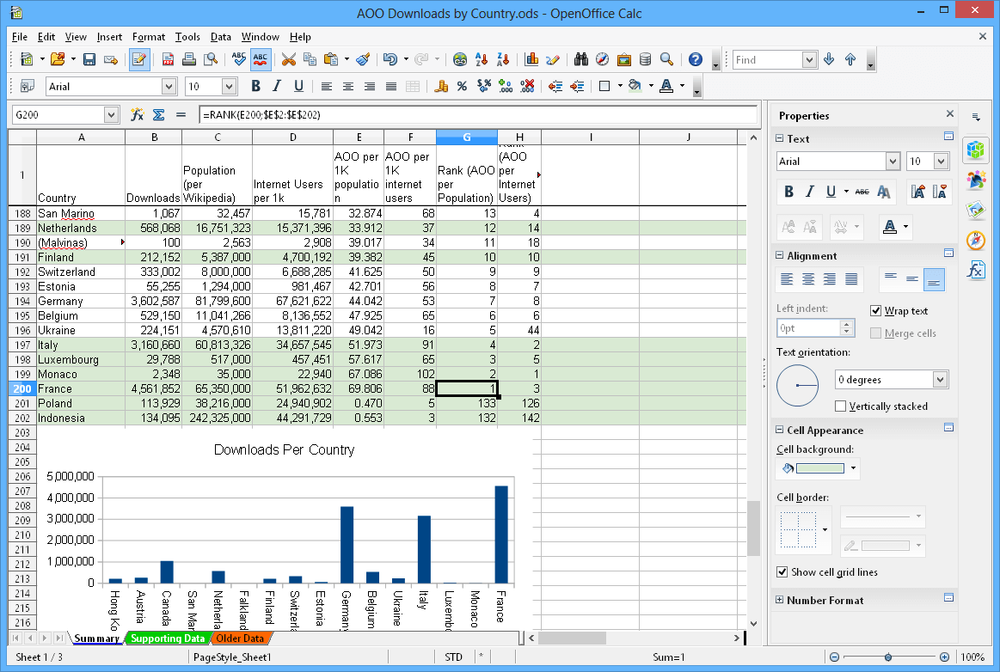 AOO Downloads by Country.ods - OpenOffice Calc
File Edit View Insert Format Tools Data Window Help
Find
Arial 10
G200 =RANK(E200;$E$2:$E$202)
A B C D E F G H I J
1 Country Downloads Population (per Wikipedia) Internet Users per 1k AOO per 1K population AOO per 1K internet users Rank (AOO per Population) Rank (AOO per Internet Users)
188 San Marino 1,067 32,457 15,781 32.874 68 13 4
189 Netherlands 568,068 16,751,323 15,371,396 33.912 37 12 14
190 (Malvinas) 100 2,563 2,908 39.017 34 11 18
191 Finland 212,152 5,387,000 4,700,192 39.382 45 10 10
192 Switzerland 333,002 8,000,000 6,688,285 41.625 50 9 9
193 Estonia 55,255 1,294,000 981,467 42.701 56 8 7
194 Germany 3,602,587 81,799,600 67,621,622 44.042 53 7 8
195 Belgium 529,150 11,041,266 8,136,552 47.925 65 6 6
196 Ukraine 224,151 4,570,610 13,811,220 49.042 16 5 44
197 Italy 3,160,660 60,813,326 34,657,545 51.973 91 4 2
198 Luxembourg 29,788 517,000 457,451 57.617 65 3 5
199 Monaco 2,348 35,000 22,940 67.086 102 2 1
200 France 4,561,852 65,350,000 51,962,632 69.806 88 1 3
201 Poland 113,929 38,216,000 24,940,902 0.470 5 133 126
202 Indonesia 134,095 242,325,000 44,291,729 0.553 3 132 142
203
204
205
206
207
208
209
210
211
212
213
214
215
216
Downloads Per Country
5,000,000
4,000,000
3,000,000
2,000,000
1,000,000
0
Hong Ko Austria Canada San Mar Netherla Falkland Finland Switzerla Estonia Germany Belgium Ukraine Italy Luxembo Monaco France
Summary Supporting Data Older Data
Sheet 1 / 3 PageStyle_Sheet1 STD * Sum=1 100%
Properties
Text
Arial 10
B I U ABC
Alignment
Left indent:
0pt
Wrap text
Merge cells
Text orientation:
0 degrees
Vertically stacked
Cell Appearance
Cell background:
Cell border:
Show cell grid lines
Number Format